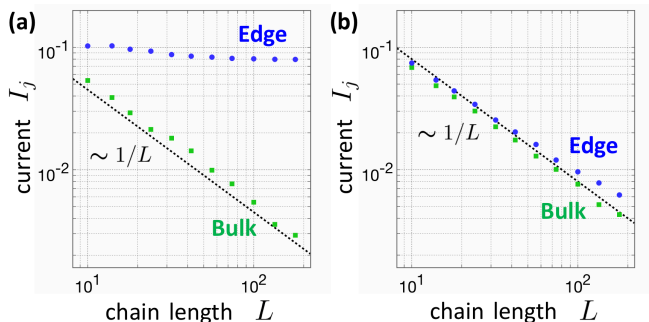 (a)
Edge
10^{-1}
10^{-2}
current I_j
~ 1/L
Bulk
10^1
10^2
chain length L
(b)
10^{-1}
10^{-2}
current I_j
~ 1/L
Edge
Bulk
10^1
10^2
chain length L